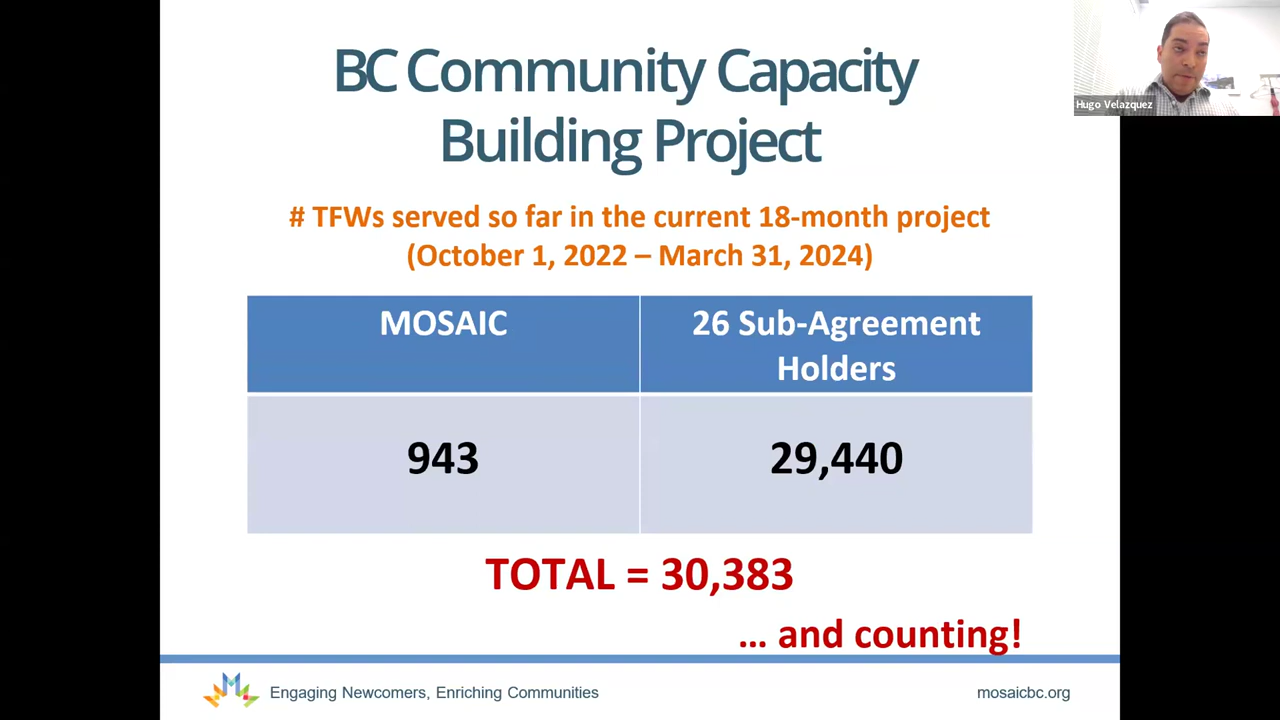 BC Community Capacity
Building Project
Hugo Velazquez
# TFWs served so far in the current 18-month project
(October 1, 2022 – March 31, 2024)
MOSAIC
26 Sub-Agreement
Holders
943
29,440
TOTAL = 30,383
... and counting!
Engaging Newcomers, Enriching Communities
mosaicbc.org